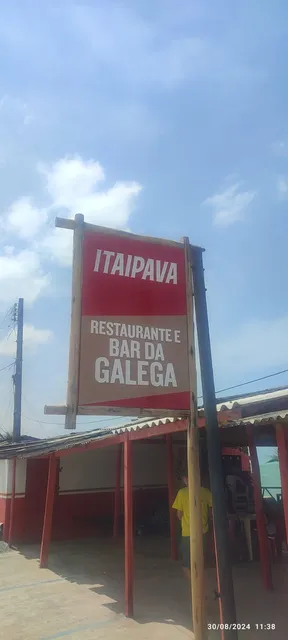 ITAIPAVA
RESTAURANTE E
BAR DA
GALEGA
30/08/2024 11:38